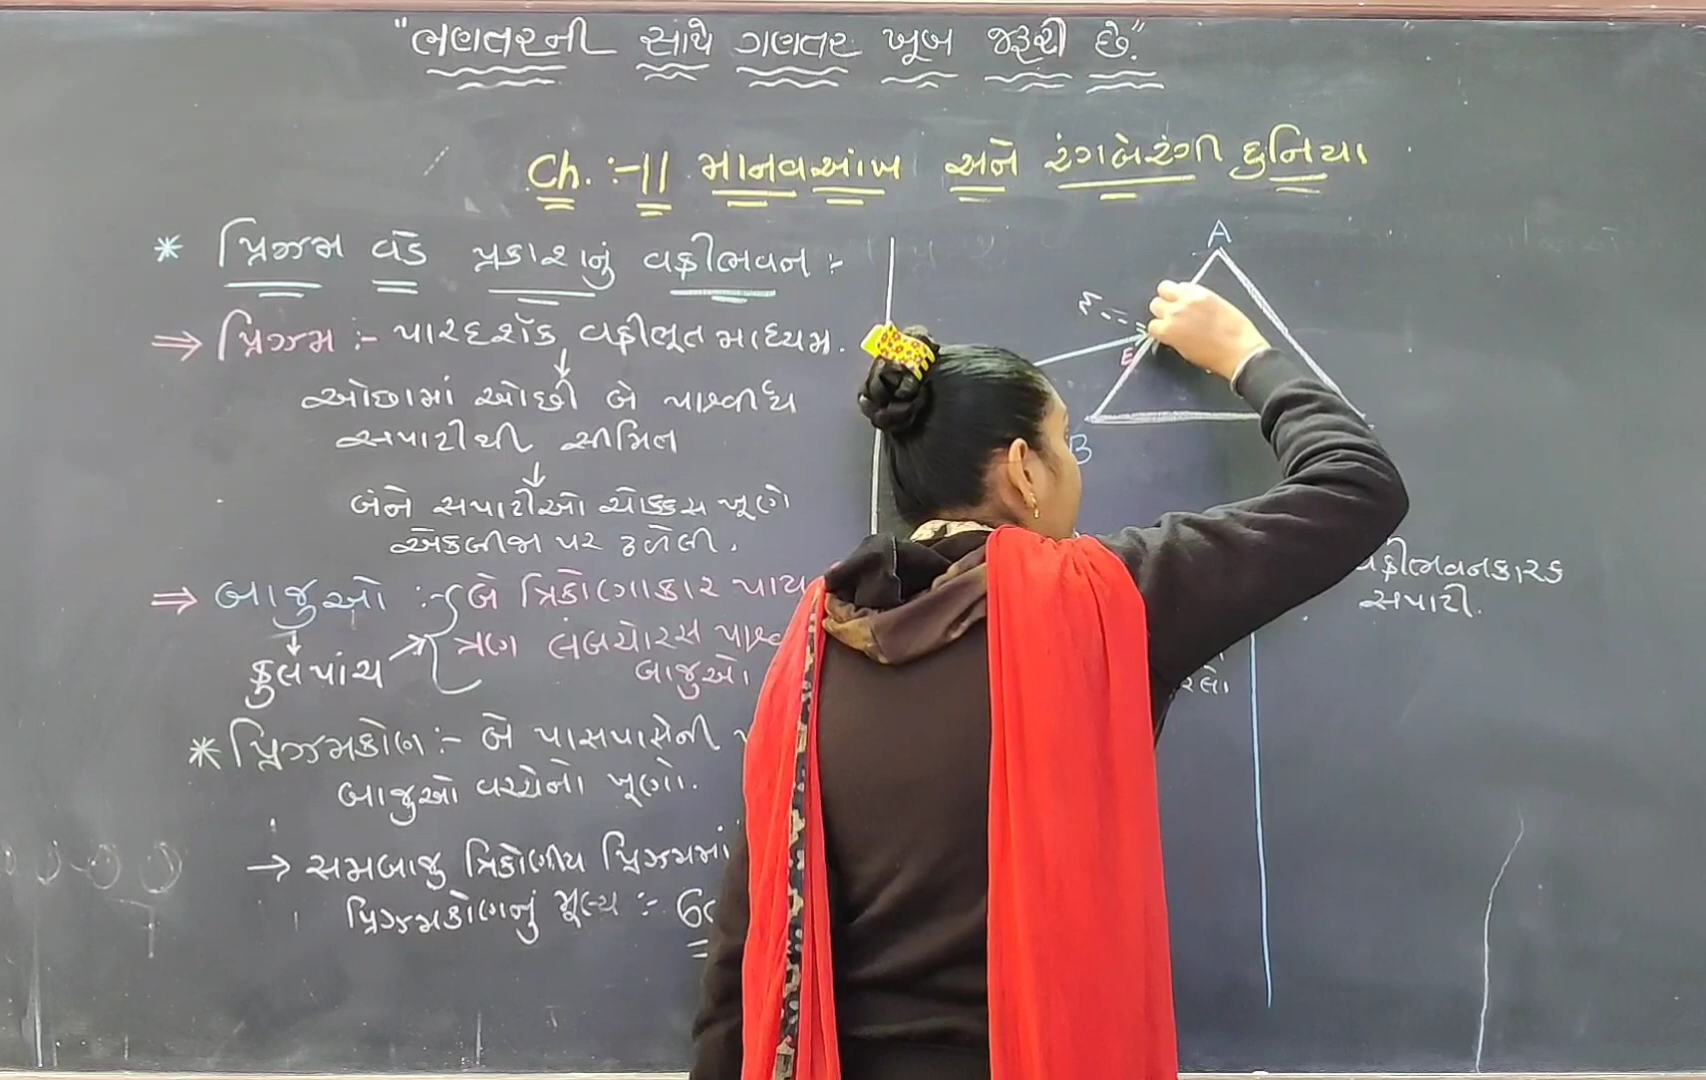 "ભણતરની સાથે ગણતર ખૂબ જરૂરી છે."
Ch. :-11 માનવઆંખ અને રંગબેરંગી દુનિયા
* પ્રિઝમ વડે પ્રકાશનું વક્રીભવન :-
⇒ પ્રિઝમ :- પારદર્શક વક્રીભૂત માધ્યમ.
ઓછામાં ઓછી બે પાર્શ્વીય
સપાટીથી સીમિત
બંને સપાટીઓ ચોક્કસ ખૂણે
એકબીજા પર ઢળેલી.
⇒ બાજુઓ :- બે ત્રિકોણાકાર પાયા
ત્રણ લંબચોરસ
બાજુઓ
કુલ પાંચ
* પ્રિઝમકોણ :- બે પાસપાસેની
બાજુઓ વચ્ચેનો ખૂણો.
→ સમબાજુ ત્રિકોણીય પ્રિઝમમાં
પ્રિઝમકોણનું મૂલ્ય :- 6
A
E
B
વક્રીભવનકારક
સપાટી.